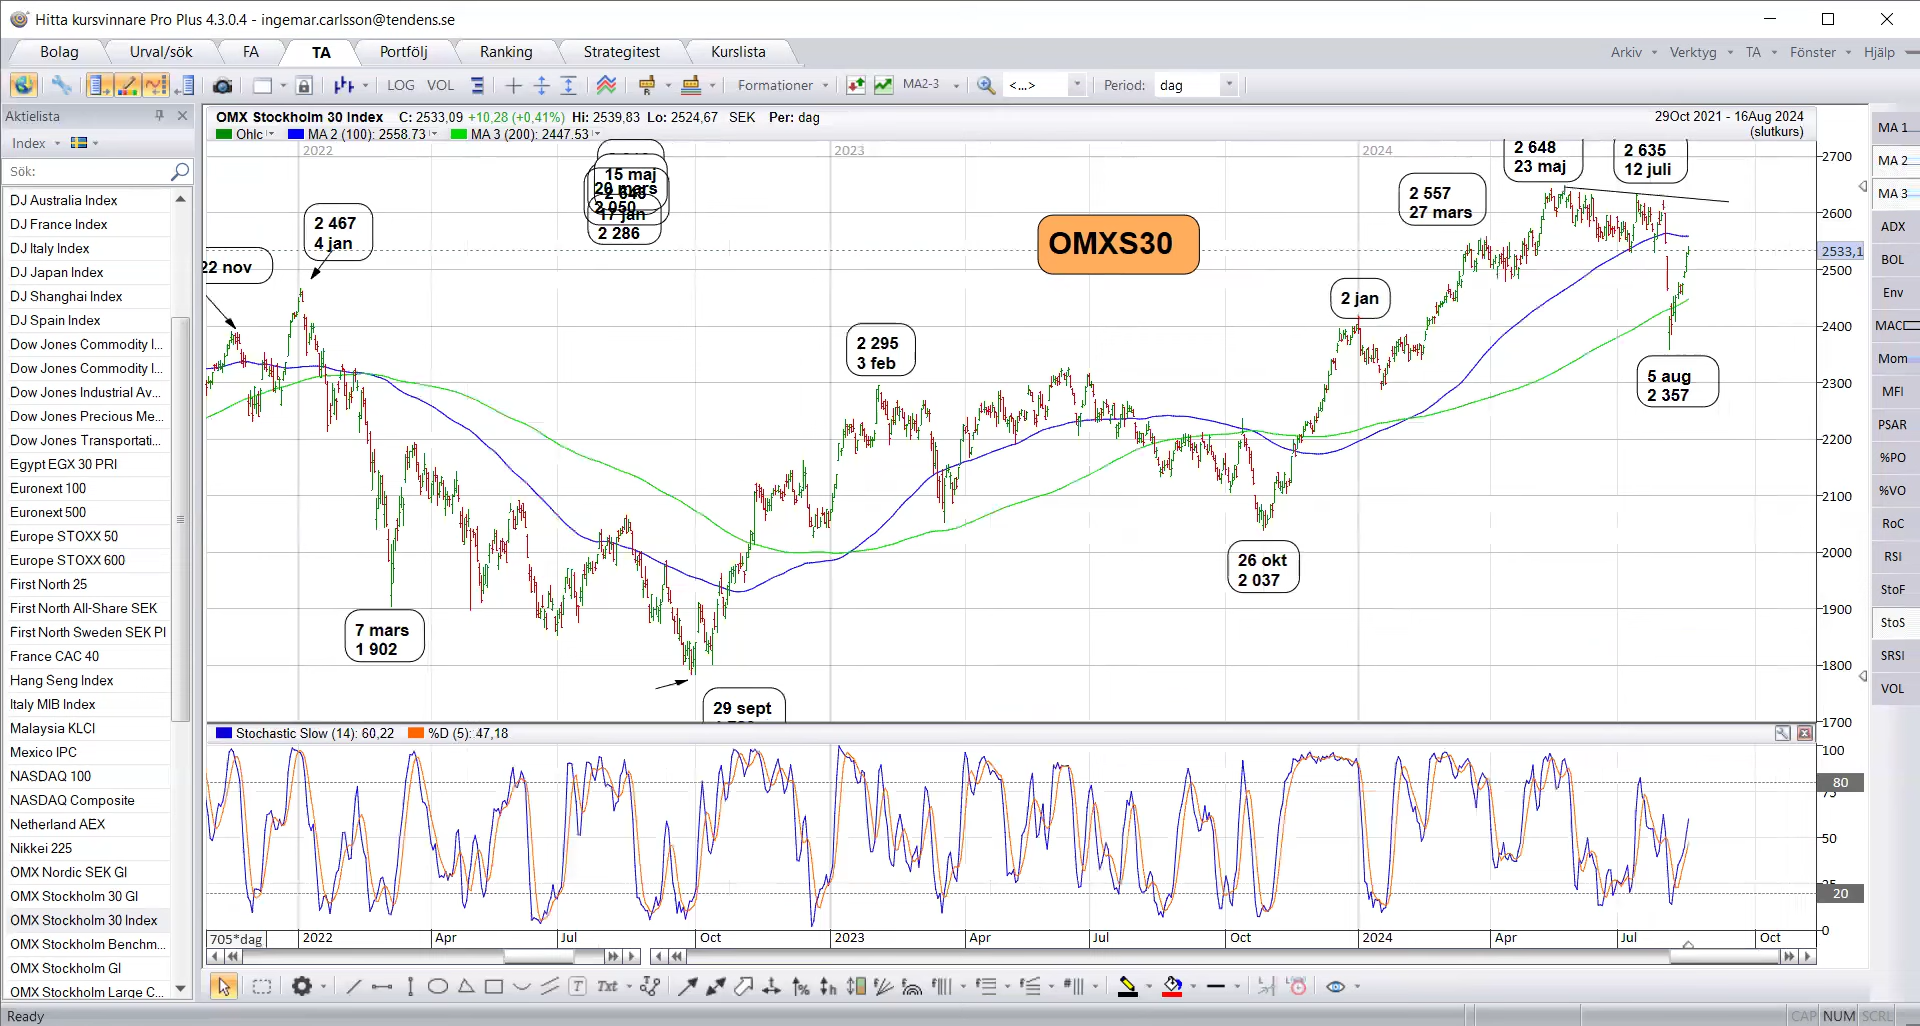 Hitta kursvinnare Pro Plus 4.3.0.4 - ingemar.carlsson@tendens.se
Bolag Urval/sök FA TA Portfölj Ranking Strategitest Kurslista
Arkiv Verktyg TA Fönster Hjälp
LOG VOL Formationer MA2-3 <...> Period: dag
Aktielista
Index
Sök:
DJ Australia Index
DJ France Index
DJ Italy Index
DJ Japan Index
DJ Shanghai Index
DJ Spain Index
Dow Jones Commodity I...
Dow Jones Commodity I...
Dow Jones Industrial Av...
Dow Jones Precious Me...
Dow Jones Transportati...
Egypt EGX 30 PRI
Euronext 100
Euronext 500
Europe STOXX 50
Europe STOXX 600
First North 25
First North All-Share SEK
First North Sweden SEK PI
France CAC 40
Hang Seng Index
Italy MIB Index
Malaysia KLCI
Mexico IPC
NASDAQ 100
NASDAQ Composite
Netherland AEX
Nikkei 225
OMX Nordic SEK GI
OMX Stockholm 30 GI
OMX Stockholm 30 Index
OMX Stockholm Benchm...
OMX Stockholm GI
OMX Stockholm Large C...
OMX Stockholm 30 Index C: 2533,09 +10,28 (+0,41%) Hi: 2539,83 Lo: 2524,67 SEK Per: dag
29Oct 2021 - 16Aug 2024
(slutkurs)
Ohlc MA 2 (100): 2558.73 MA 3 (200): 2447.53
2022 2023 2024
22 nov
2 467
4 jan
15 maj
20 mars
2 050
17 jan
2 286
OMXS30
2 557
27 mars
2 648
23 maj
2 635
12 juli
2 jan
2 295
3 feb
5 aug
2 357
26 okt
2 037
7 mars
1 902
29 sept
2700
2600
2533,1
2500
2400
2300
2200
2100
2000
1900
1800
1700
Stochastic Slow (14): 60,22 %D (5): 47,18
100
80
75
50
25
20
0
705*dag 2022 Apr Jul Oct 2023 Apr Jul Oct 2024 Apr Jul Oct
MA 1
MA 2
MA 3
ADX
BOL
Env
MACD
Mom
MFI
PSAR
%PO
%VO
RoC
RSI
StoF
StoS
SRSI
VOL
T Txt
Ready
CAP NUM SCRL